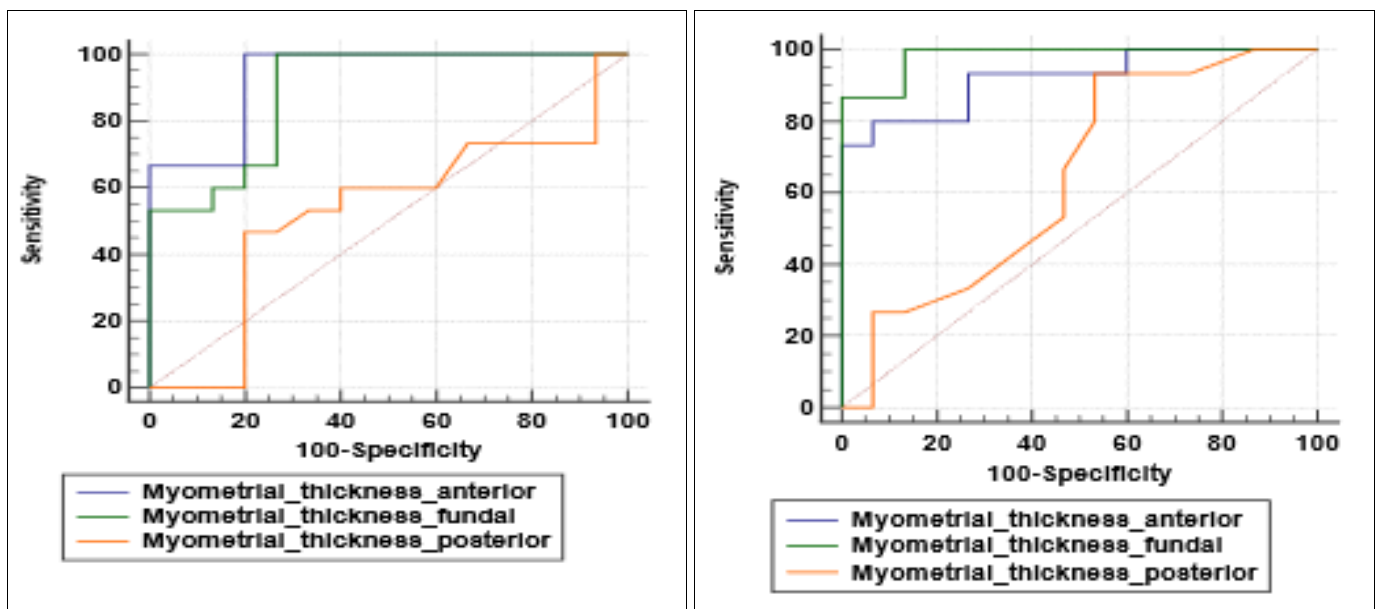 100
80
60
40
20
0
Sensitivity
0 20 40 60 80 100
100-Specificity
Myometrial_thickness_anterior
Myometrial_thickness_fundal
Myometrial_thickness_posterior
100
80
60
40
20
0
Sensitivity
0 20 40 60 80 100
100-Specificity
Myometrial_thickness_anterior
Myometrial_thickness_fundal
Myometrial_thickness_posterior